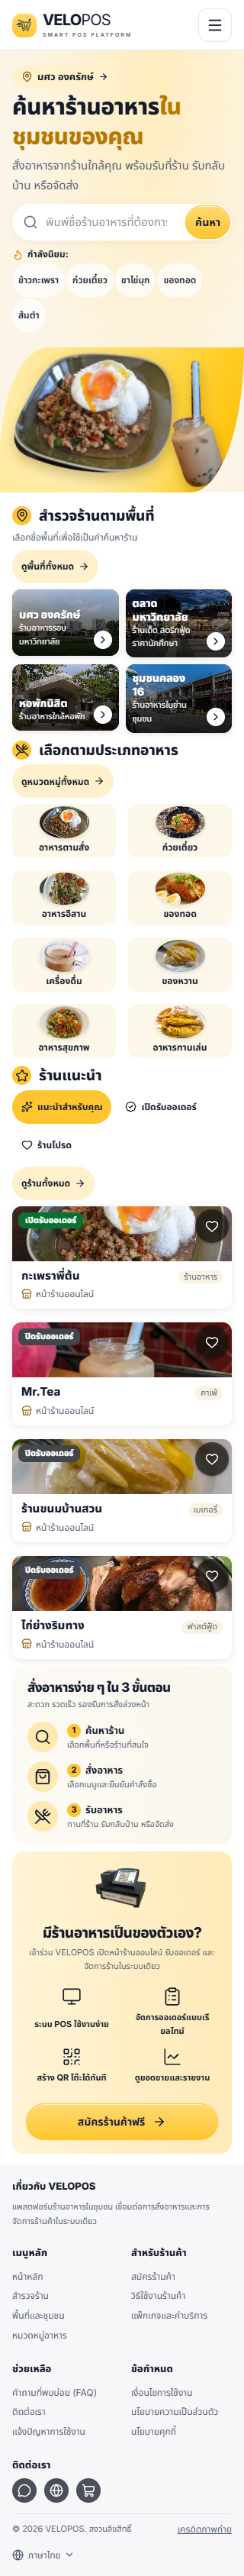 VELOPOS
SMART POS PLATFORM
มศว องครักษ์
ค้นหาร้านอาหารใน
ชุมชนของคุณ
สั่งอาหารจากร้านใกล้คุณ พร้อมรับที่ร้าน รับกลับ
บ้าน หรือจัดส่ง
พิมพ์ชื่อร้านอาหารที่ต้องการ
ค้นหา
กำลังนิยม:
ข้าวกะเพรา
ก๋วยเตี๋ยว
ชาไข่มุก
ของทอด
ส้มตำ
สำรวจร้านตามพื้นที่
เลือกชื่อพื้นที่เพื่อใช้เป็นคำค้นหาร้าน
ดูพื้นที่ทั้งหมด
มศว องครักษ์
ร้านอาหารรอบ
มหาวิทยาลัย
ตลาด
มหาวิทยาลัย
ร้านเด็ด สตรีทฟู้ด
ราคานักศึกษา
หอพักนิสิต
ร้านอาหารใกล้หอพัก
ชุมชนคลอง
16
ร้านอาหารในย่าน
ชุมชน
เลือกตามประเภทอาหาร
ดูหมวดหมู่ทั้งหมด
อาหารตามสั่ง
ก๋วยเตี๋ยว
อาหารอีสาน
ของทอด
เครื่องดื่ม
ของหวาน
อาหารสุขภาพ
อาหารทานเล่น
ร้านแนะนำ
แนะนำสำหรับคุณ
เปิดรับออเดอร์
ร้านโปรด
ดูร้านทั้งหมด
เปิดรับออเดอร์
กะเพราพี่ต้น
ร้านอาหาร
หน้าร้านออนไลน์
ปิดรับออเดอร์
Mr.Tea
คาเฟ่
หน้าร้านออนไลน์
ปิดรับออเดอร์
ร้านขนมบ้านสวน
เบเกอรี่
หน้าร้านออนไลน์
ปิดรับออเดอร์
ไก่ย่างริมทาง
ฟาสต์ฟู้ด
หน้าร้านออนไลน์
สั่งอาหารง่าย ๆ ใน 3 ขั้นตอน
สะดวก รวดเร็ว รองรับการสั่งล่วงหน้า
1 ค้นหาร้าน
เลือกพื้นที่หรือร้านที่สนใจ
2 สั่งอาหาร
เลือกเมนูและยืนยันคำสั่งซื้อ
3 รับอาหาร
ทานที่ร้าน รับกลับบ้าน หรือจัดส่ง
มีร้านอาหารเป็นของตัวเอง?
เข้าร่วม VELOPOS เปิดหน้าร้านออนไลน์ รับออเดอร์ และ
จัดการร้านอาหารในระบบเดียว
ระบบ POS ใช้งานง่าย
จัดการออเดอร์แบบเรี
ยลไทม์
สร้าง QR โต๊ะได้ทันที
ดูยอดขายและรายงาน
สมัครร้านค้าฟรี
เกี่ยวกับ VELOPOS
แพลตฟอร์มร้านอาหารในชุมชน เชื่อมต่อการสั่งอาหารและการ
จัดการร้านค้าในระบบเดียว
เมนูหลัก
หน้าหลัก
สำรวจร้าน
พื้นที่และชุมชน
หมวดหมู่อาหาร
สำหรับร้านค้า
สมัครร้านค้า
วิธีใช้งานร้านค้า
แพ็กเกจและค่าบริการ
ช่วยเหลือ
คำถามที่พบบ่อย (FAQ)
ติดต่อเรา
แจ้งปัญหาการใช้งาน
ข้อกำหนด
เงื่อนไขการใช้งาน
นโยบายความเป็นส่วนตัว
นโยบายคุกกี้
ติดต่อเรา
© 2026 VELOPOS. สงวนลิขสิทธิ์
เครดิตภาพถ่าย
ภาษาไทย